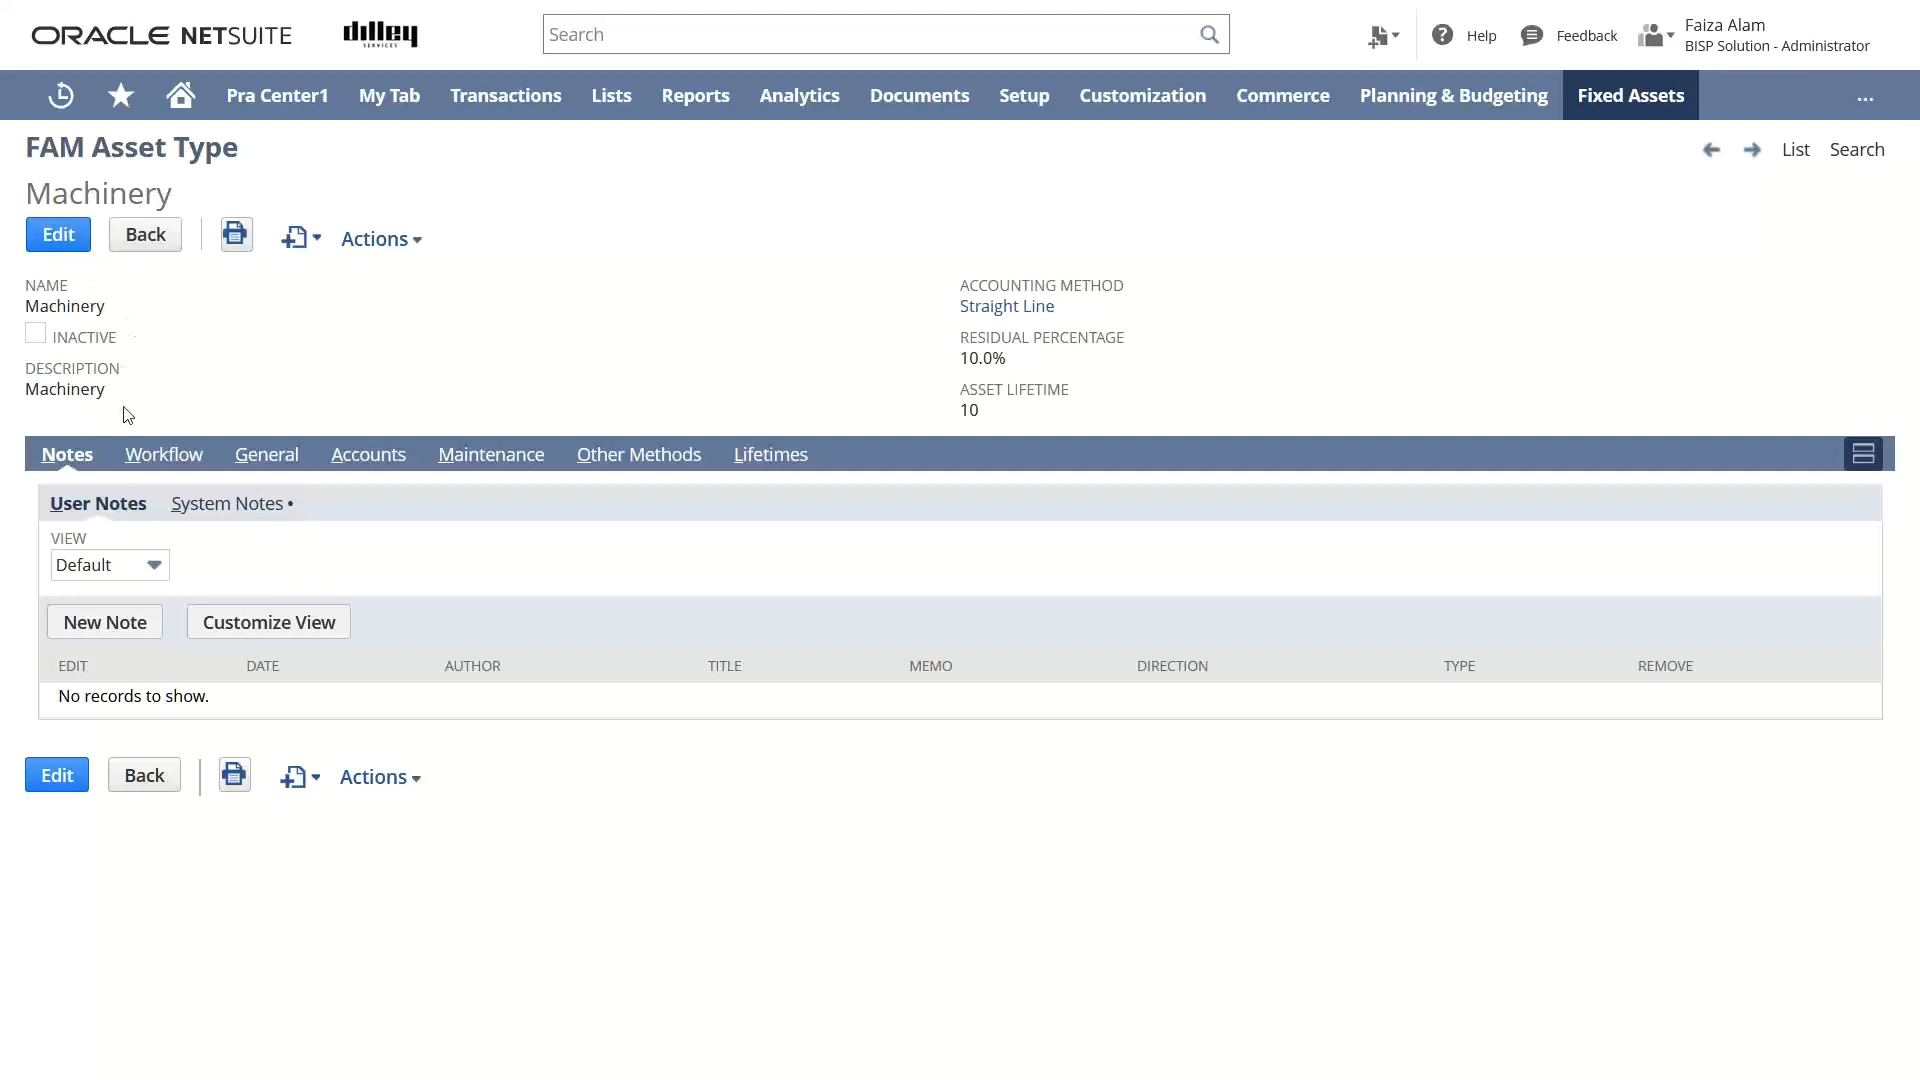 ORACLE NETSUITE
dilley
SERVICES
Search
Help
Feedback
Faiza Alam
BISP Solution - Administrator
Pra Center1
My Tab
Transactions
Lists
Reports
Analytics
Documents
Setup
Customization
Commerce
Planning & Budgeting
Fixed Assets
...
FAM Asset Type
List
Search
Machinery
Edit
Back
Actions
NAME
Machinery
INACTIVE
DESCRIPTION
Machinery
ACCOUNTING METHOD
Straight Line
RESIDUAL PERCENTAGE
10.0%
ASSET LIFETIME
10
Notes
Workflow
General
Accounts
Maintenance
Other Methods
Lifetimes
User Notes
System Notes •
VIEW
Default
New Note
Customize View
EDIT
DATE
AUTHOR
TITLE
MEMO
DIRECTION
TYPE
REMOVE
No records to show.
Edit
Back
Actions